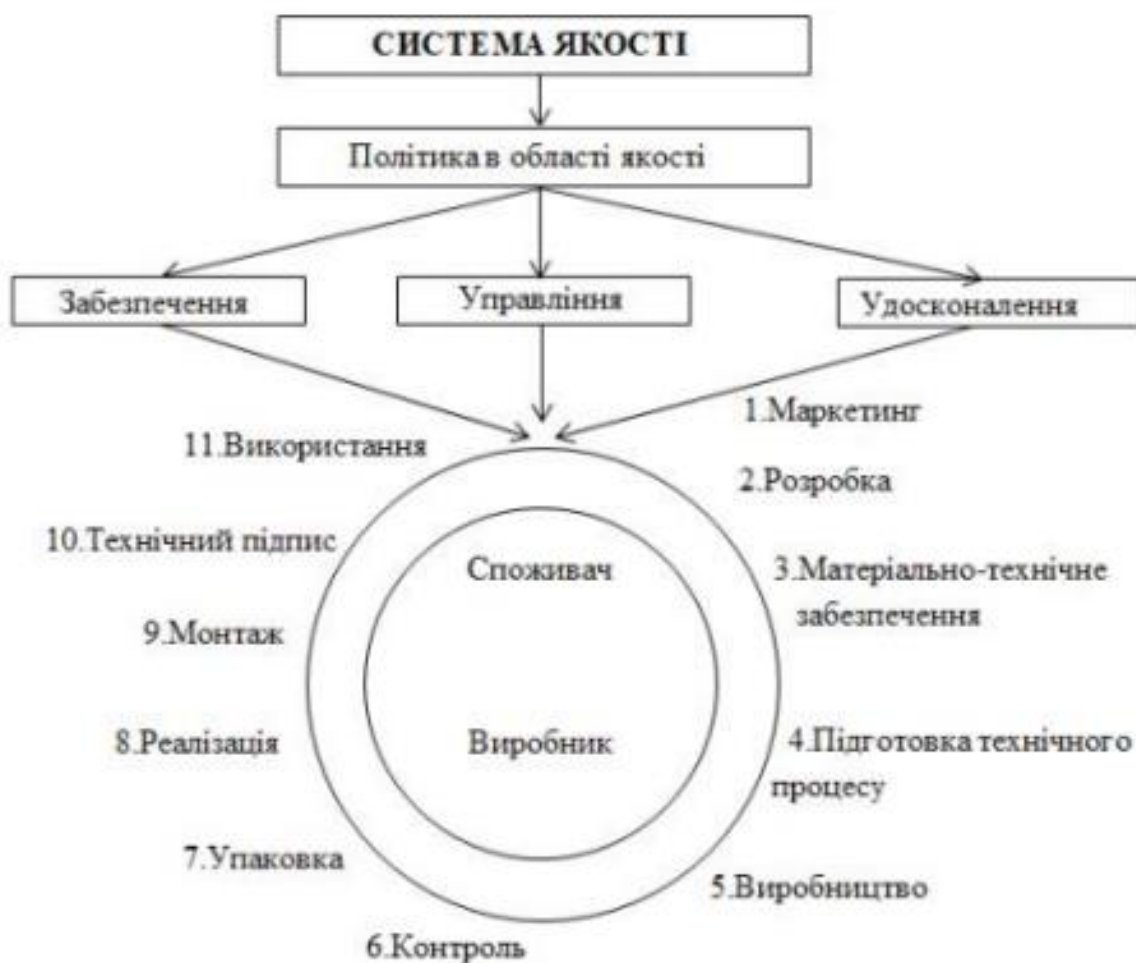 СИСТЕМА ЯКОСТІ
Політика в області якості
Забезпечення
Управління
Удосконалення
1.Маркетинг
2.Розробка
3.Матеріально-технічне
забезпечення
4.Підготовка технічного
процесу
5.Виробництво
6.Контроль
7.Упаковка
8.Реалізація
9.Монтаж
10.Технічний підпис
11.Використання
Споживач
Виробник